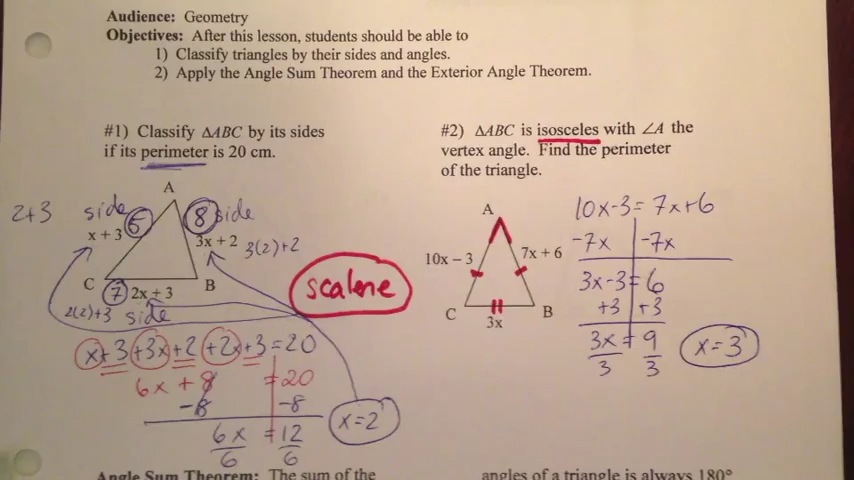 Audience: Geometry
Objectives: After this lesson, students should be able to
1) Classify triangles by their sides and angles.
2) Apply the Angle Sum Theorem and the Exterior Angle Theorem.
#1) Classify ΔABC by its sides
if its perimeter is 20 cm.
2+3
A
side 5
8 side
x + 3
3x + 2
3(2)+2
C
B
7 2x + 3
2(2)+3 side
scalene
x+3+3x+2+2x+3=20
6x + 8 = 20
-8 -8
6x = 12
6 6
x=2
#2) ΔABC is isosceles with ∠A the
vertex angle. Find the perimeter
of the triangle.
A
10x − 3
7x + 6
C
B
3x
10x-3 = 7x+6
-7x -7x
3x-3 = 6
+3 +3
3x = 9
3 3
x=3
Angle Sum Theorem: The sum of the angles of a triangle is always 180°